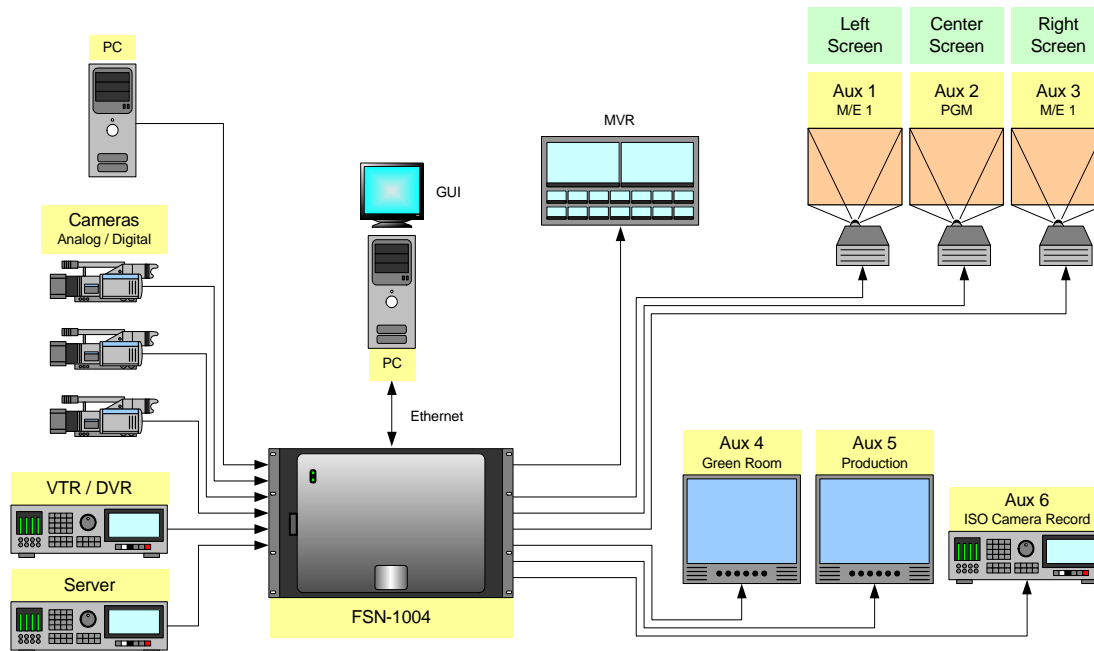 PC
Cameras
Analog / Digital
VTR / DVR
Server
GUI
PC
Ethernet
FSN-1004
MVR
Left
Screen
Center
Screen
Right
Screen
Aux 1
M/E 1
Aux 2
PGM
Aux 3
M/E 1
Aux 4
Green Room
Aux 5
Production
Aux 6
ISO Camera Record